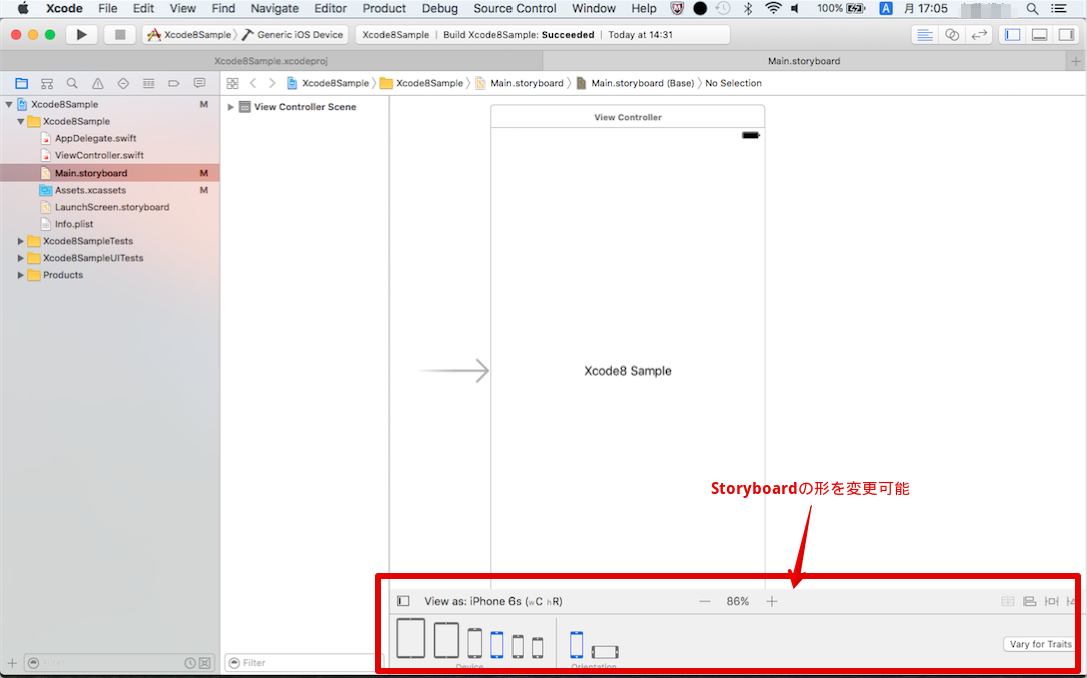 Xcode File Edit View Find Navigate Editor Product Debug Source Control Window Help 100% A 月 17:05
Xcode8Sample Generic iOS Device Xcode8Sample | Build Xcode8Sample: Succeeded | Today at 14:31
Xcode8Sample.xcodeproj Main.storyboard
Xcode8Sample Xcode8Sample Main.storyboard Main.storyboard (Base) No Selection
Xcode8Sample M
View Controller Scene
Xcode8Sample
AppDelegate.swift
ViewController.swift
Main.storyboard M
Assets.xcassets M
LaunchScreen.storyboard
Info.plist
Xcode8SampleTests
Xcode8SampleUITests
Products
View Controller
Xcode8 Sample
Storyboardの形を変更可能
View as: iPhone 6s (wC hR) 86%
Vary for Traits
Filter
Filter
Device
Orientation